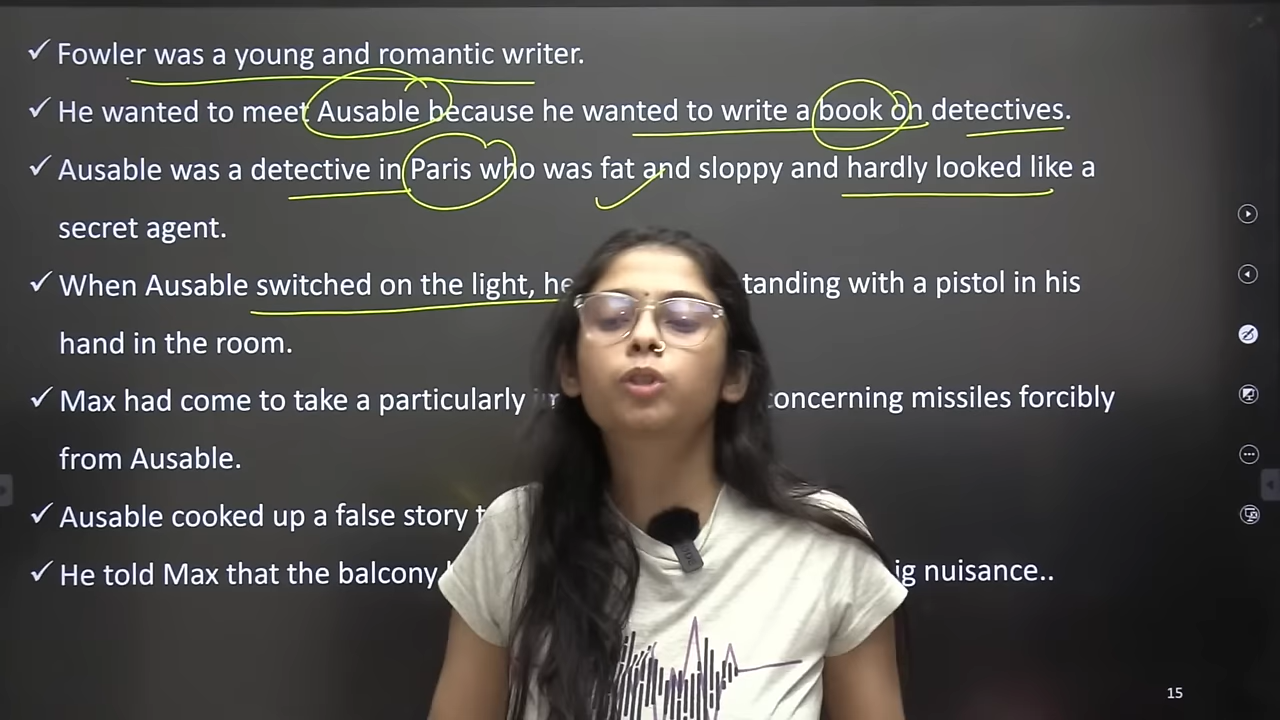 ✓ Fowler was a young and romantic writer.
✓ He wanted to meet Ausable because he wanted to write a book on detectives.
✓ Ausable was a detective in Paris who was fat and sloppy and hardly looked like a
secret agent.
✓ When Ausable switched on the light, he tanding with a pistol in his
hand in the room.
✓ Max had come to take a particularly concerning missiles forcibly
from Ausable.
✓ Ausable cooked up a false story
✓ He told Max that the balcony ig nuisance..
15